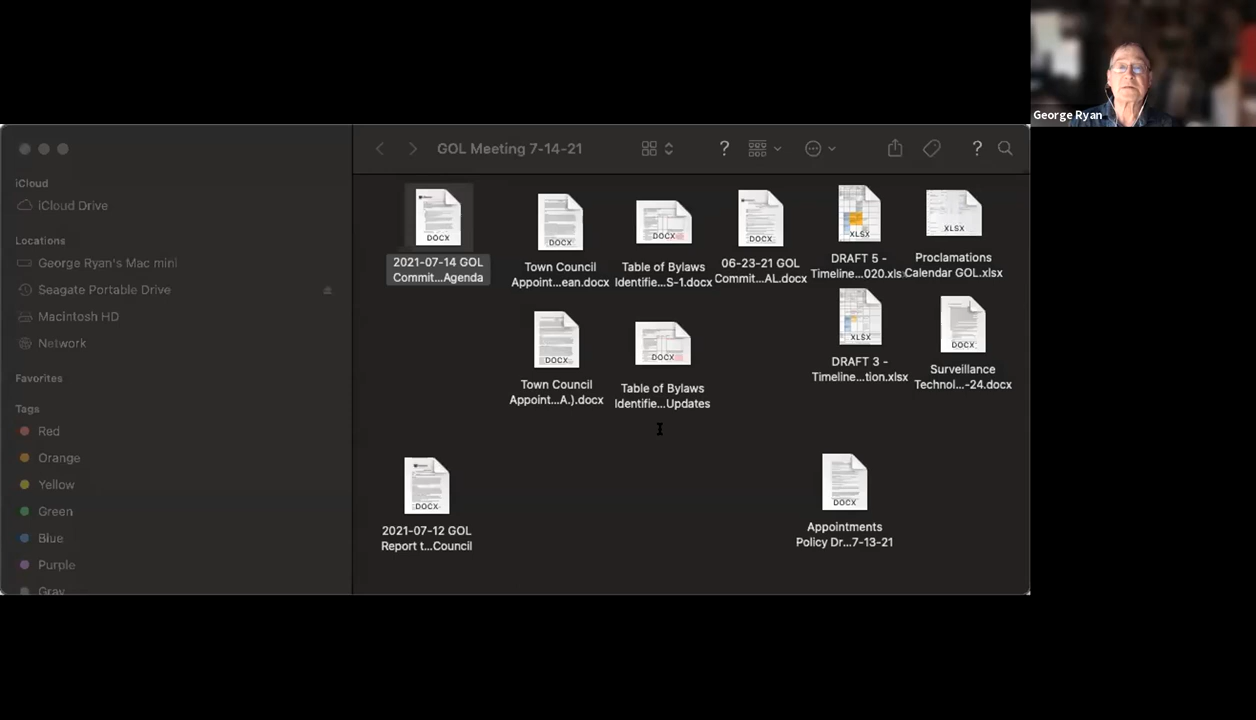 George Ryan
GOL Meeting 7-14-21
?
?
iCloud
iCloud Drive
Locations
George Ryan's Mac mini
Seagate Portable Drive
Macintosh HD
Network
Favorites
Tags
Red
Orange
Yellow
Green
Blue
Purple
Gray
DOCX
2021-07-14 GOL
Commit...Agenda
DOCX
Town Council
Appoint...ean.docx
DOCX
Table of Bylaws
Identifie...S-1.docx
DOCX
06-23-21 GOL
Commit...AL.docx
XLSX
DRAFT 5 -
Timeline...020.xls
XLSX
Proclamations
Calendar GOL.xlsx
DOCX
Town Council
Appoint...A.).docx
DOCX
Table of Bylaws
Identifie...Updates
XLSX
DRAFT 3 -
Timeline...tion.xlsx
DOCX
Surveillance
Technol...-24.docx
DOCX
2021-07-12 GOL
Report t...Council
DOCX
Appointments
Policy Dr...7-13-21